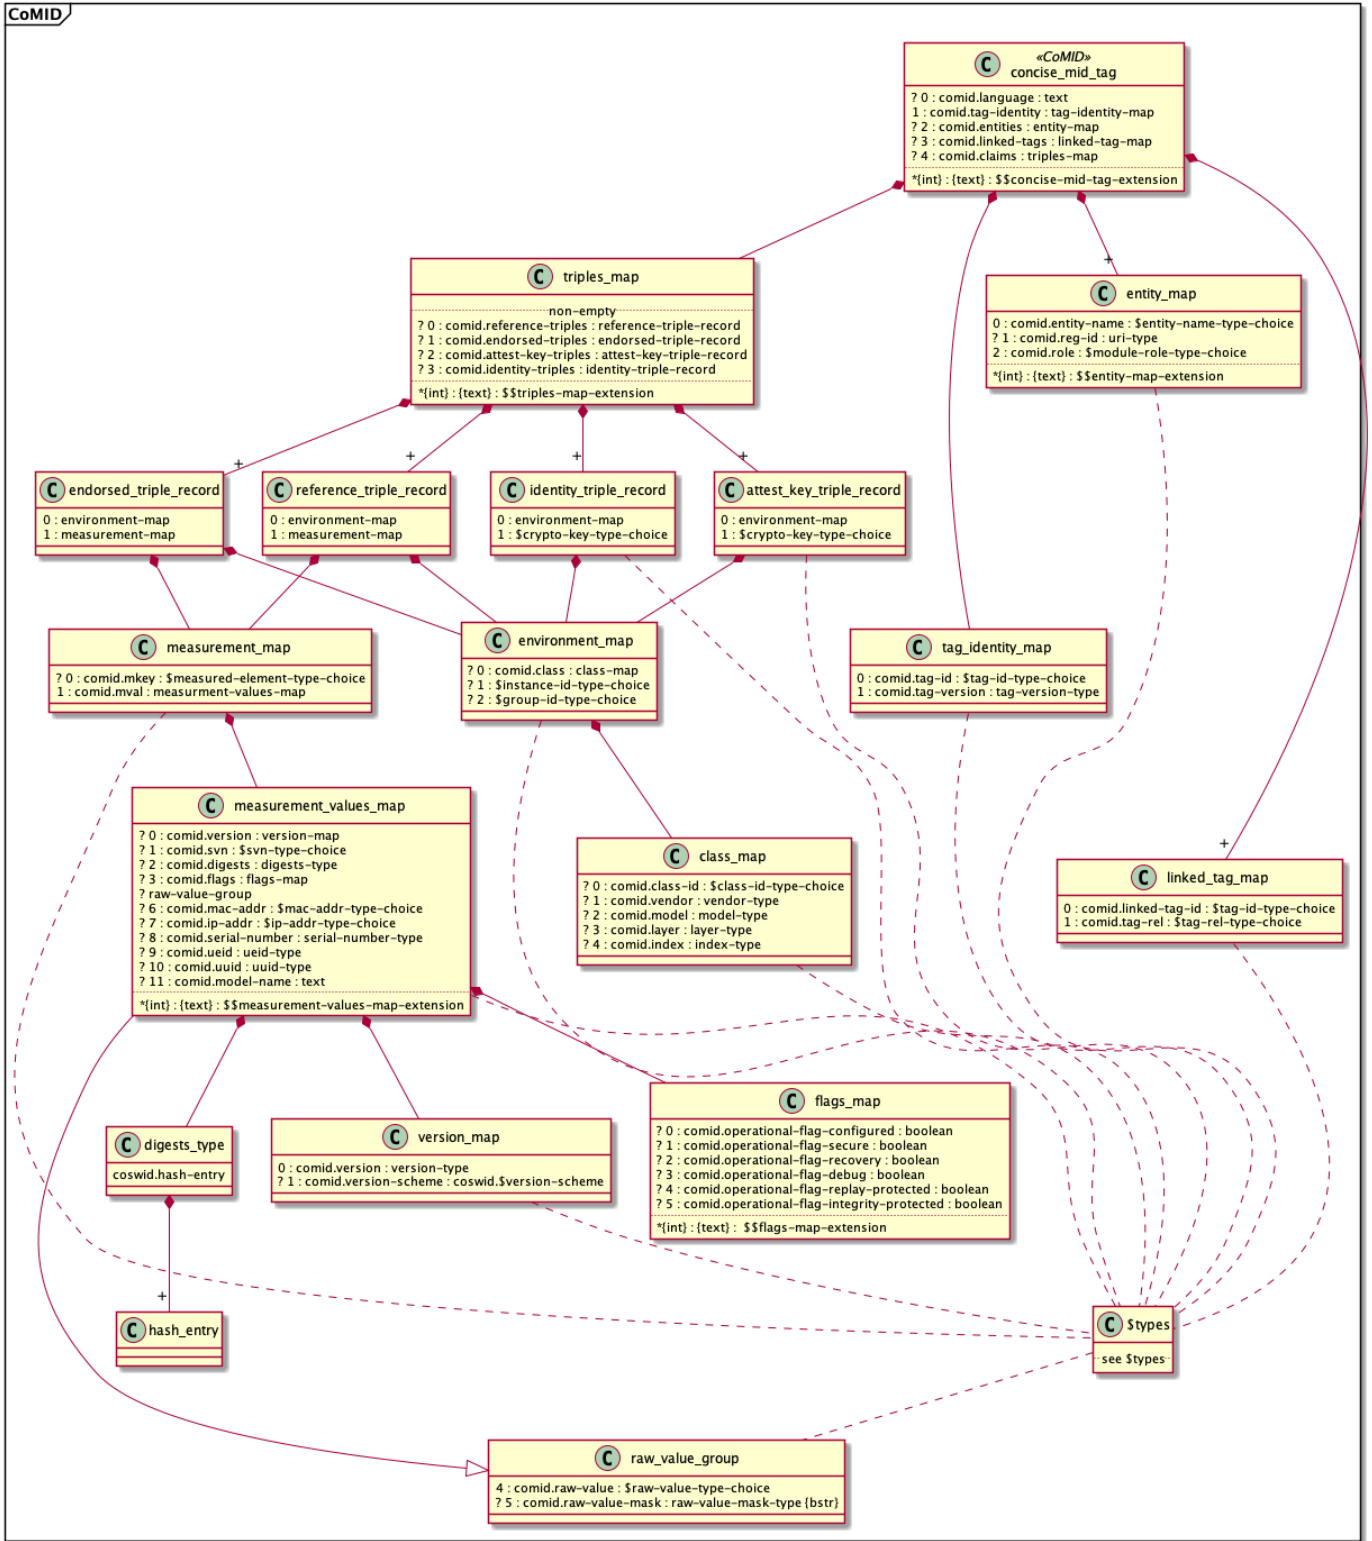 CoMID
C «CoMID»
concise_mid_tag
? 0 : comid.language : text
1 : comid.tag-identity : tag-identity-map
? 2 : comid.entities : entity-map
? 3 : comid.linked-tags : linked-tag-map
? 4 : comid.claims : triples-map
*{int} : {text} : $$concise-mid-tag-extension
C triples_map
non-empty
? 0 : comid.reference-triples : reference-triple-record
? 1 : comid.endorsed-triples : endorsed-triple-record
? 2 : comid.attest-key-triples : attest-key-triple-record
? 3 : comid.identity-triples : identity-triple-record
*{int} : {text} : $$triples-map-extension
+
C entity_map
0 : comid.entity-name : $entity-name-type-choice
? 1 : comid.reg-id : uri-type
2 : comid.role : $module-role-type-choice
*{int} : {text} : $$entity-map-extension
+
+
+
+
C endorsed_triple_record
0 : environment-map
1 : measurement-map
C reference_triple_record
0 : environment-map
1 : measurement-map
C identity_triple_record
0 : environment-map
1 : $crypto-key-type-choice
C attest_key_triple_record
0 : environment-map
1 : $crypto-key-type-choice
C measurement_map
? 0 : comid.mkey : $measured-element-type-choice
1 : comid.mval : measurment-values-map
C environment_map
? 0 : comid.class : class-map
? 1 : $instance-id-type-choice
? 2 : $group-id-type-choice
C tag_identity_map
0 : comid.tag-id : $tag-id-type-choice
1 : comid.tag-version : tag-version-type
C measurement_values_map
? 0 : comid.version : version-map
? 1 : comid.svn : $svn-type-choice
? 2 : comid.digests : digests-type
? 3 : comid.flags : flags-map
? raw-value-group
? 6 : comid.mac-addr : $mac-addr-type-choice
? 7 : comid.ip-addr : $ip-addr-type-choice
? 8 : comid.serial-number : serial-number-type
? 9 : comid.ueid : ueid-type
? 10 : comid.uuid : uuid-type
? 11 : comid.model-name : text
*{int} : {text} : $$measurement-values-map-extension
C class_map
? 0 : comid.class-id : $class-id-type-choice
? 1 : comid.vendor : vendor-type
? 2 : comid.model : model-type
? 3 : comid.layer : layer-type
? 4 : comid.index : index-type
+
C linked_tag_map
0 : comid.linked-tag-id : $tag-id-type-choice
1 : comid.tag-rel : $tag-rel-type-choice
C digests_type
coswid.hash-entry
C version_map
0 : comid.version : version-type
? 1 : comid.version-scheme : coswid.$version-scheme
C flags_map
? 0 : comid.operational-flag-configured : boolean
? 1 : comid.operational-flag-secure : boolean
? 2 : comid.operational-flag-recovery : boolean
? 3 : comid.operational-flag-debug : boolean
? 4 : comid.operational-flag-replay-protected : boolean
? 5 : comid.operational-flag-integrity-protected : boolean
*{int} : {text} : $$flags-map-extension
+
C hash_entry
C $types
see $types
C raw_value_group
4 : comid.raw-value : $raw-value-type-choice
? 5 : comid.raw-value-mask : raw-value-mask-type {bstr}